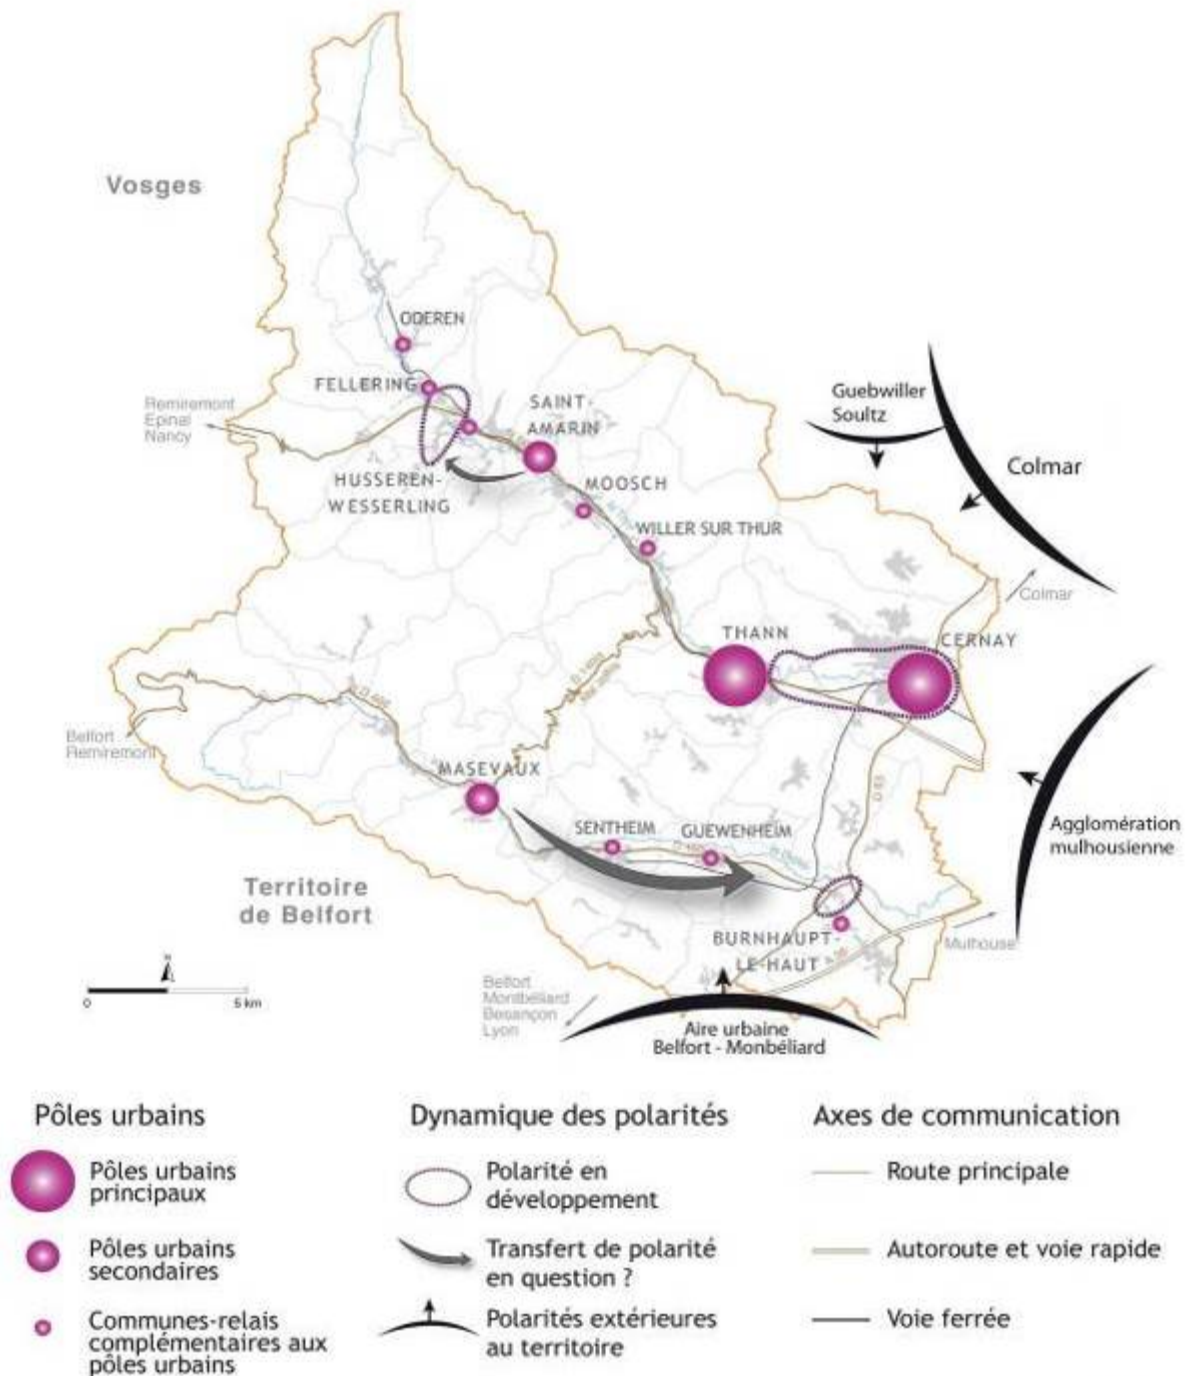 Vosges
ODEREN
FELLERING
Remiremont
Epinal
Nancy
SAINT-
AMARIN
HUSSEREN-
WESSERLING
MOOSCH
WILLER SUR THUR
Guebwiller
Soultz
Colmar
Colmar
THANN
CERNAY
Belfort
Remiremont
D 466
MASEVAUX
SENTHEIM
GUEWENHEIM
D 83
Agglomération
mulhousienne
Territoire
de Belfort
BURNHAUPT-
LE-HAUT
Mulhouse
N
0
5 km
Belfort
Montbéliard
Besançon
Lyon
Aire urbaine
Belfort - Monbéliard
Pôles urbains
Pôles urbains
principaux
Pôles urbains
secondaires
Communes-relais
complémentaires aux
pôles urbains
Dynamique des polarités
Polarité en
développement
Transfert de polarité
en question ?
Polarités extérieures
au territoire
Axes de communication
Route principale
Autoroute et voie rapide
Voie ferrée